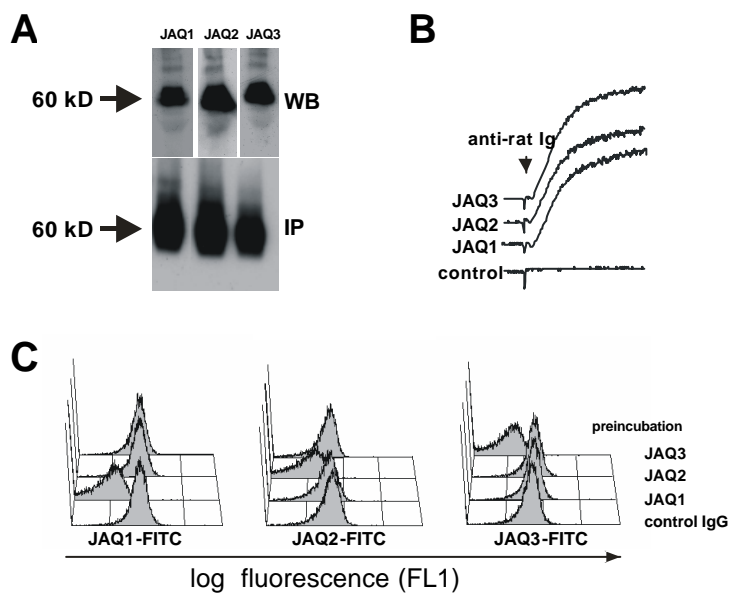 A
JAQ1 JAQ2 JAQ3
60 kD
WB
60 kD
IP
B
anti-rat Ig
JAQ3
JAQ2
JAQ1
control
C
preincubation
JAQ3
JAQ2
JAQ1
control IgG
JAQ1-FITC
JAQ2-FITC
JAQ3-FITC
log fluorescence (FL1)